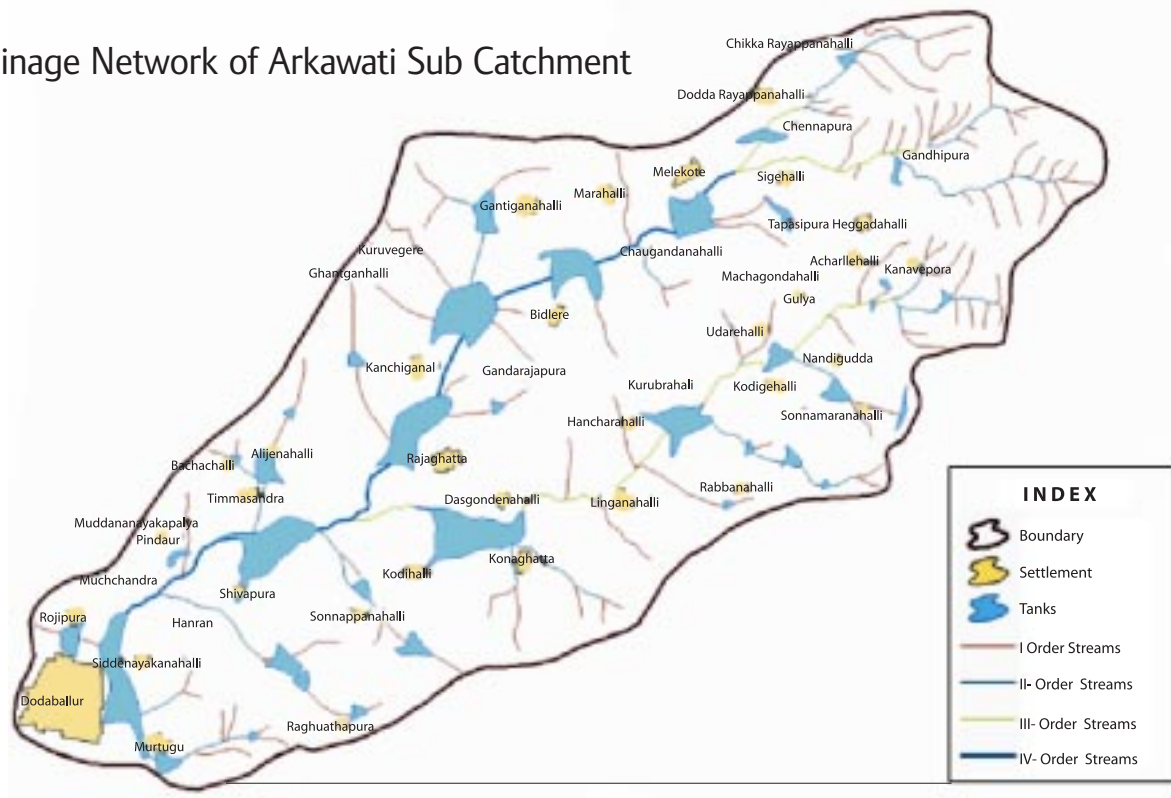 inage Network of Arkawati Sub Catchment
Chikka Rayappanahalli
Dodda Rayappanahalli
Chennapura
Gandhipura
Melekote
Sigehalli
Marahalli
Gantiganahalli
Tapasipura Heggadahalli
Kuruvegere
Chaugandanahalli
Acharllehalli
Kanavepora
Ghantganhalli
Machagondahalli
Gulya
Bidlere
Udarehalli
Kanchiganal
Gandarajapura
Nandigudda
Kurubrahali
Kodigehalli
Hancharahalli
Sonnamaranahalli
Alijenahalli
Rajaghatta
Bachachalli
Timmasandra
Dasgondenahalli
Linganahalli
Rabbanahalli
Muddananayakapalya
Pindaur
Konaghatta
Kodihalli
Muchchandra
Shivapura
Rojipura
Hanran
Sonnappanahalli
Siddenayakanahalli
Dodaballur
Raghuathapura
Murtugu
INDEX
Boundary
Settlement
Tanks
I Order Streams
II- Order Streams
III- Order Streams
IV- Order Streams